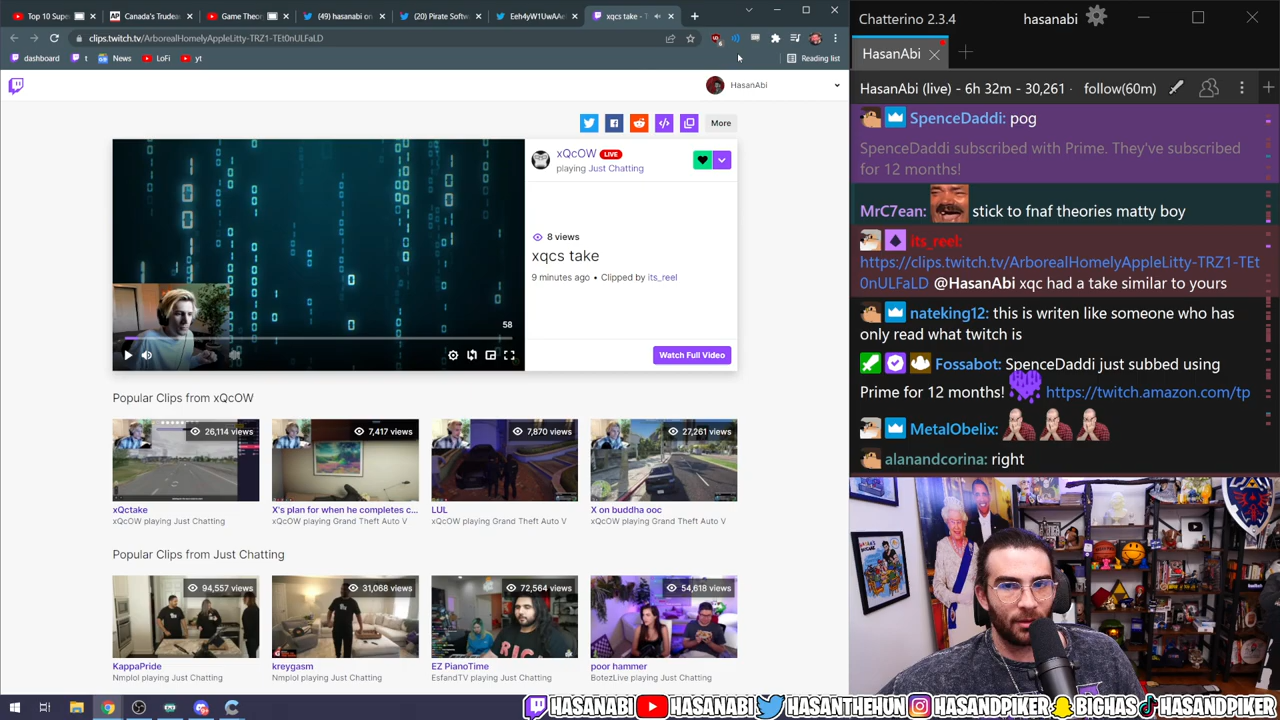 Top 10 Supe
Canada's Trudea
Game Theor
(49) hasanabi on
(20) Pirate Softw
Eeh4yW1UwAAe
xqcs take - T
clips.twitch.tv/ArborealHomelyAppleLitty-TRZ1-TEt0nULFaLD
dashboard
t
News
LoFi
yt
Reading list
HasanAbi
More
xQcOW LIVE
playing Just Chatting
8 views
xqcs take
9 minutes ago • Clipped by its_reel
58
Watch Full Video
Popular Clips from xQcOW
26,114 views
7,417 views
7,870 views
27,261 views
xQctake
X's plan for when he completes c...
LUL
X on buddha ooc
xQcOW playing Just Chatting
xQcOW playing Grand Theft Auto V
xQcOW playing Grand Theft Auto V
xQcOW playing Grand Theft Auto V
Popular Clips from Just Chatting
94,557 views
31,068 views
72,564 views
54,618 views
KappaPride
kreygasm
EZ PianoTime
poor hammer
Nmplol playing Just Chatting
Nmplol playing Just Chatting
EsfandTV playing Just Chatting
BotezLive playing Just Chatting
Chatterino 2.3.4
hasanabi
HasanAbi
HasanAbi (live) - 6h 32m - 30,261 · follow(60m)
SpenceDaddi: pog
SpenceDaddi subscribed with Prime. They've subscribed
for 12 months!
MrC7ean: stick to fnaf theories matty boy
its_reel:
https://clips.twitch.tv/ArborealHomelyAppleLitty-TRZ1-TEt
0nULFaLD @HasanAbi xqc had a take similar to yours
nateking12: this is writen like someone who has
only read what twitch is
Fossabot: SpenceDaddi just subbed using
Prime for 12 months! https://twitch.amazon.com/tp
MetalObelix:
alanandcorina: right
HASANABI HASANABI HASANTHEHUN HASANDPIKER BIGHAS HASANDPIKER